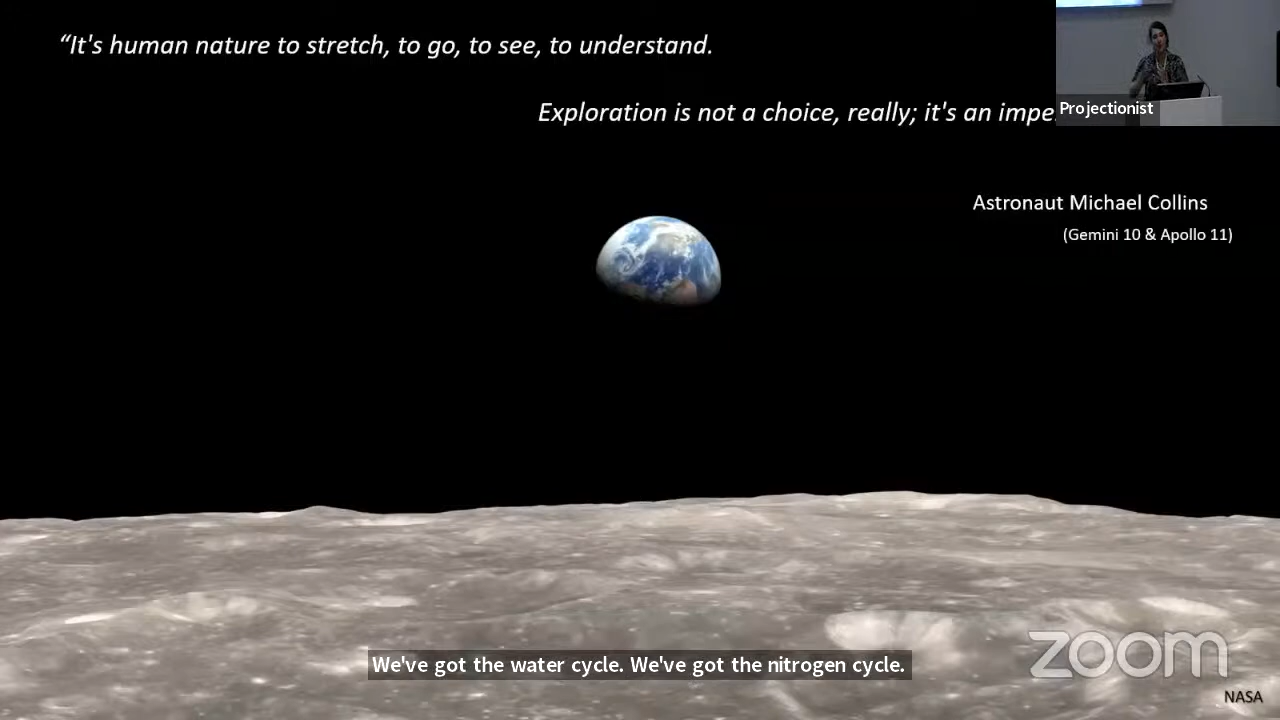 “It's human nature to stretch, to go, to see, to understand.
Exploration is not a choice, really; it's an
Projectionist
Astronaut Michael Collins
(Gemini 10 & Apollo 11)
We've got the water cycle. We've got the nitrogen cycle.
zoom
NASA